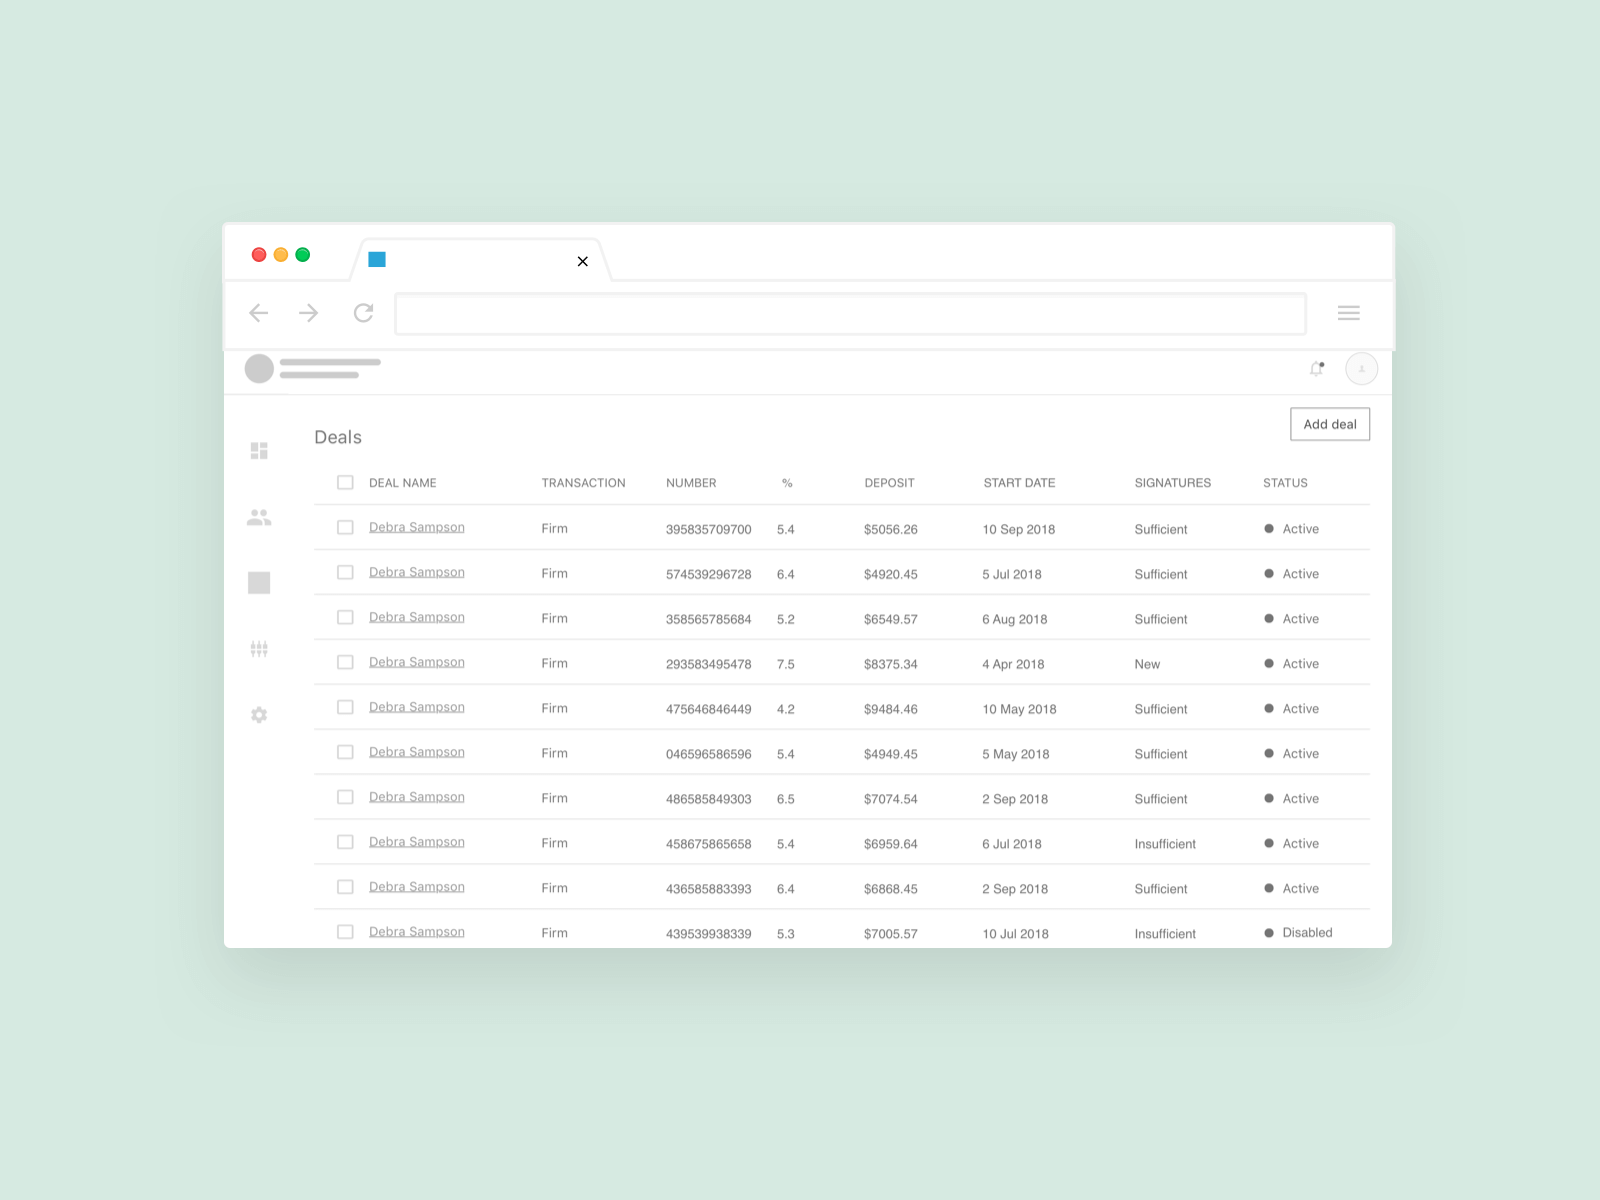 Add deal
Deals
DEAL NAME TRANSACTION NUMBER % DEPOSIT START DATE SIGNATURES STATUS
Debra Sampson Firm 395835709700 5.4 $5056.26 10 Sep 2018 Sufficient Active
Debra Sampson Firm 574539296728 6.4 $4920.45 5 Jul 2018 Sufficient Active
Debra Sampson Firm 358565785684 5.2 $6549.57 6 Aug 2018 Sufficient Active
Debra Sampson Firm 293583495478 7.5 $8375.34 4 Apr 2018 New Active
Debra Sampson Firm 475646846449 4.2 $9484.46 10 May 2018 Sufficient Active
Debra Sampson Firm 046596586596 5.4 $4949.45 5 May 2018 Sufficient Active
Debra Sampson Firm 486585849303 6.5 $7074.54 2 Sep 2018 Sufficient Active
Debra Sampson Firm 458675865658 5.4 $6959.64 6 Jul 2018 Insufficient Active
Debra Sampson Firm 436585883393 6.4 $6868.45 2 Sep 2018 Sufficient Active
Debra Sampson Firm 439539938339 5.3 $7005.57 10 Jul 2018 Insufficient Disabled